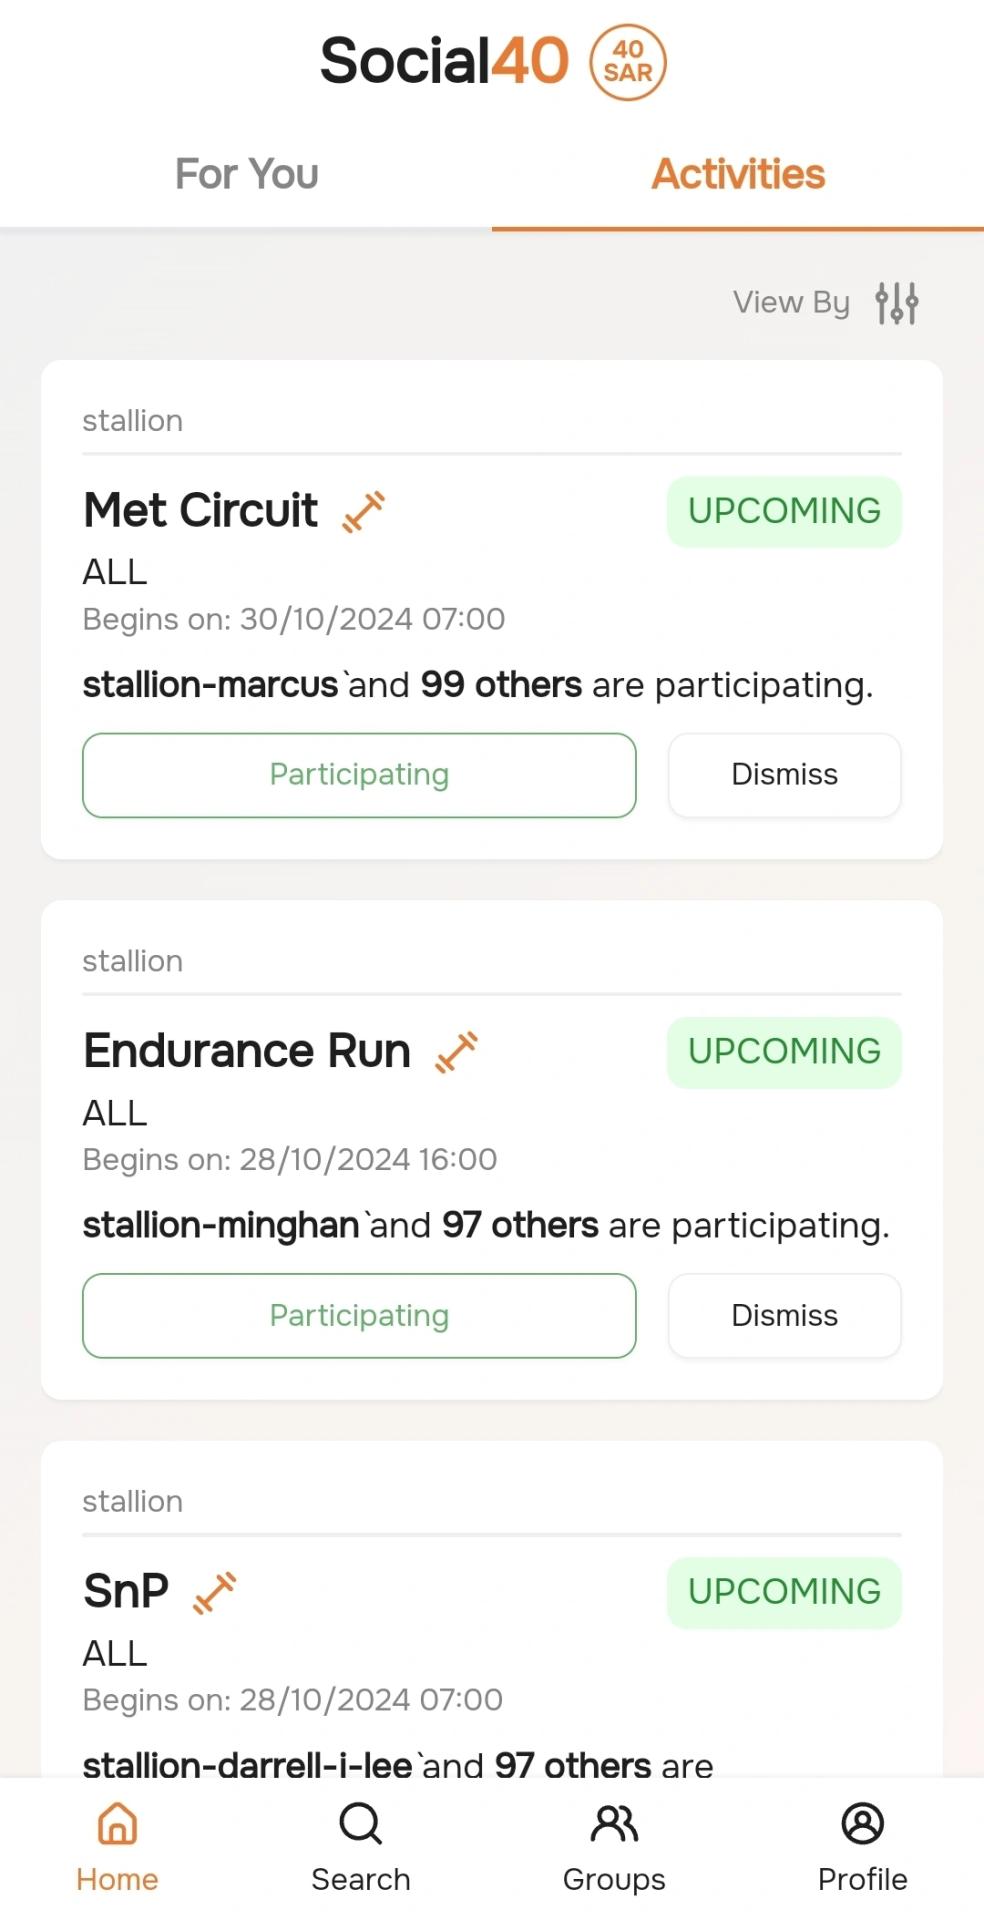 Social40 40 SAR
For You Activities
View By
stallion
Met Circuit UPCOMING
ALL
Begins on: 30/10/2024 07:00
stallion-marcus`and 99 others are participating.
Participating Dismiss
stallion
Endurance Run UPCOMING
ALL
Begins on: 28/10/2024 16:00
stallion-minghan`and 97 others are participating.
Participating Dismiss
stallion
SnP UPCOMING
ALL
Begins on: 28/10/2024 07:00
stallion-darrell-i-lee`and 97 others are
Home Search Groups Profile